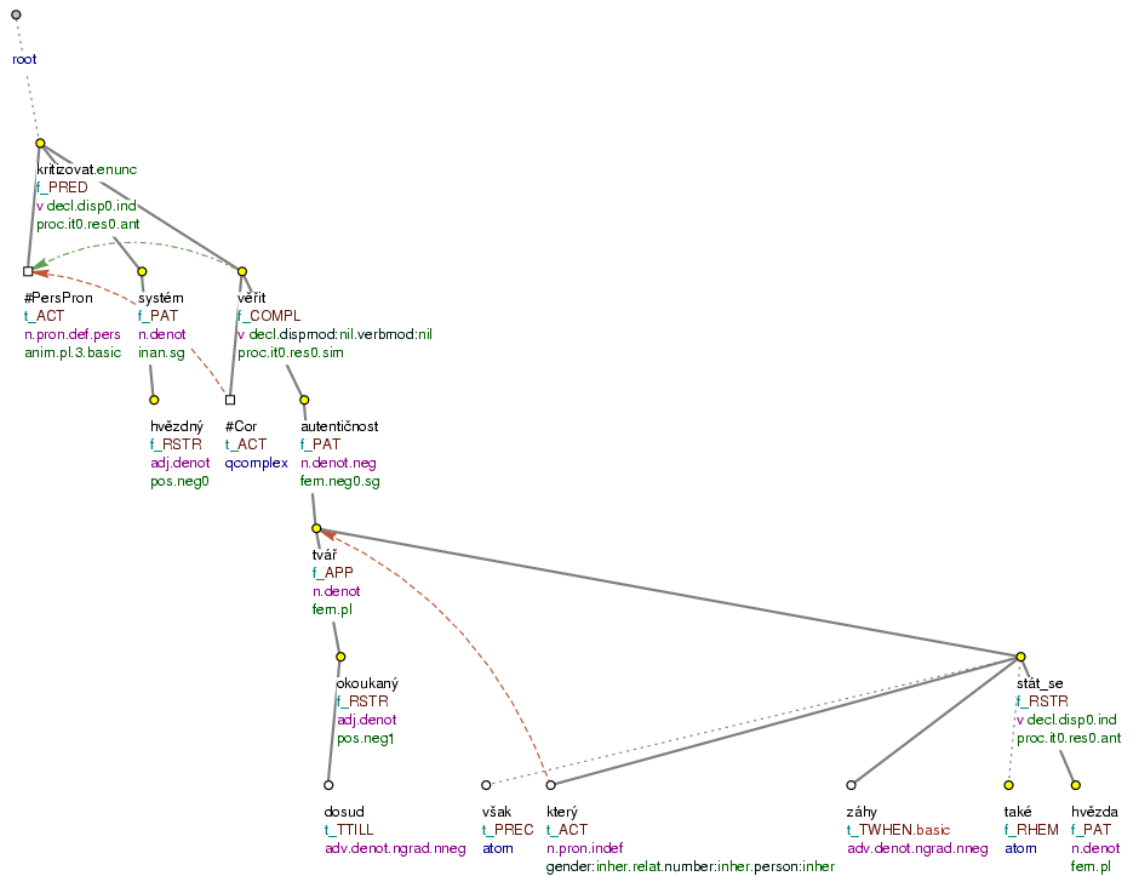 root
kritizovat.enunc
f_PRED
v decl.disp0.ind
proc.it0.res0.ant
#PersPron
t_ACT
n.pron.def.pers
anim.pl.3.basic
systém
f_PAT
n.denot
inan.sg
věřit
f_COMPL
v decl.dispmod:nil.verbmod:nil
proc.it0.res0.sim
hvězdný
f_RSTR
adj.denot
pos.neg0
#Cor
t_ACT
qcomplex
autentičnost
f_PAT
n.denot.neg
fem.neg0.sg
tvář
f_APP
n.denot
fem.pl
okoukaný
f_RSTR
adj.denot
pos.neg1
stát_se
f_RSTR
v decl.disp0.ind
proc.it0.res0.ant
dosud
t_TTILL
adv.denot.ngrad.nneg
však
t_PREC
atom
který
t_ACT
n.pron.indef
gender:inher.relat.number:inher.person:inher
záhy
t_TWHEN.basic
adv.denot.ngrad.nneg
také
f_RHEM
atom
hvězda
f_PAT
n.denot
fem.pl